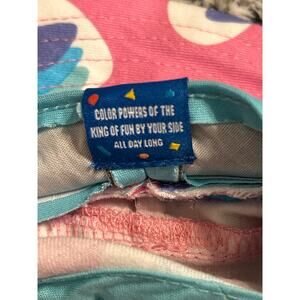 COLOR POWERS OF THE
KING OF FUN BY YOUR SIDE
ALL DAY LONG